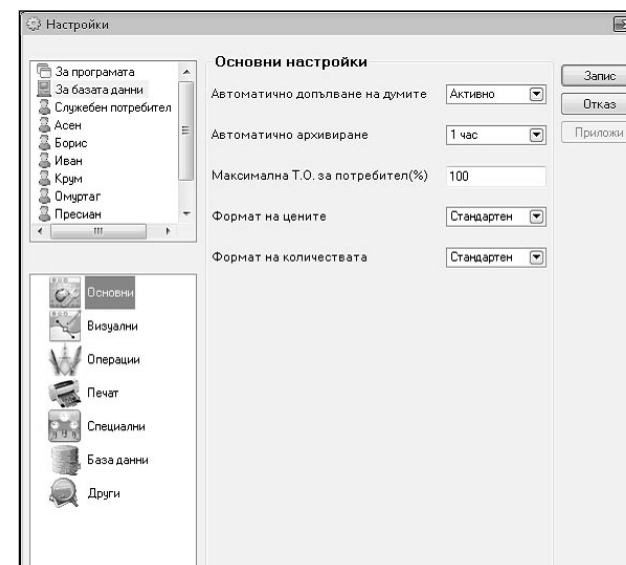 Настройки
За програмата
За базата данни
Служебен потребител
Асен
Борис
Иван
Крум
Омуртаг
Пресиан
Основни
Визуални
Операции
Печат
Специални
База данни
Други
Основни настройки
Автоматично допълване на думите Активно
Автоматично архивиране 1 час
Максимална Т.О. за потребител(%) 100
Формат на цените Стандартен
Формат на количествата Стандартен
Запис
Отказ
Приложи